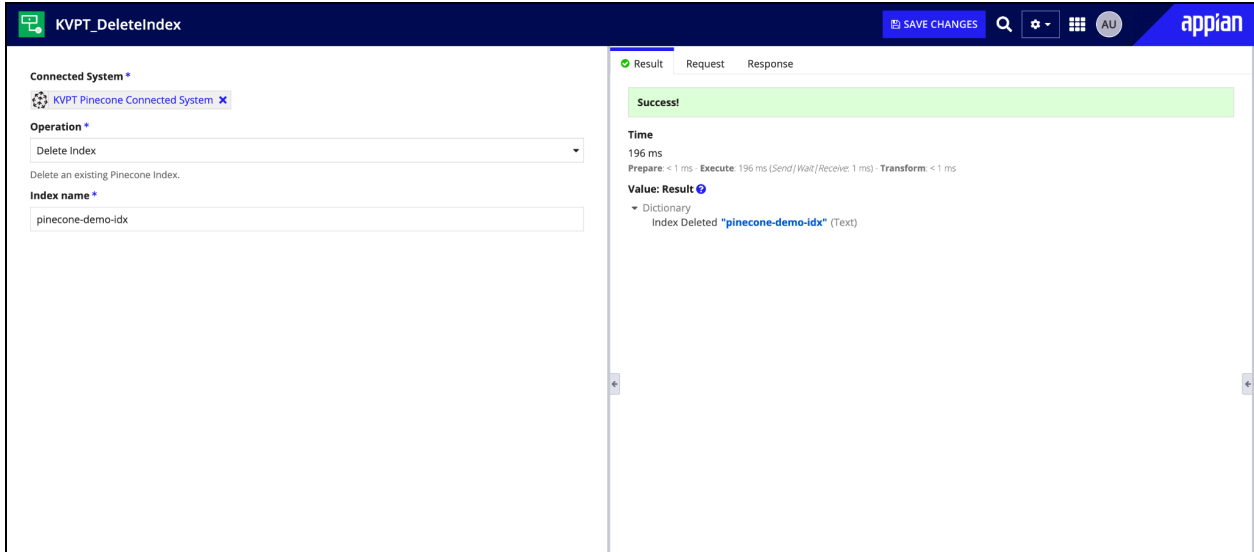 KVPT_DeleteIndex
SAVE CHANGES
AU
appian
Connected System *
KVPT Pinecone Connected System
Operation *
Delete Index
Delete an existing Pinecone Index.
Index name *
pinecone-demo-idx
Result Request Response
Success!
Time
196 ms
Prepare: < 1 ms - Execute: 196 ms (Send|Wait|Receive: 1 ms) - Transform: < 1 ms
Value: Result
Dictionary
Index Deleted "pinecone-demo-idx" (Text)